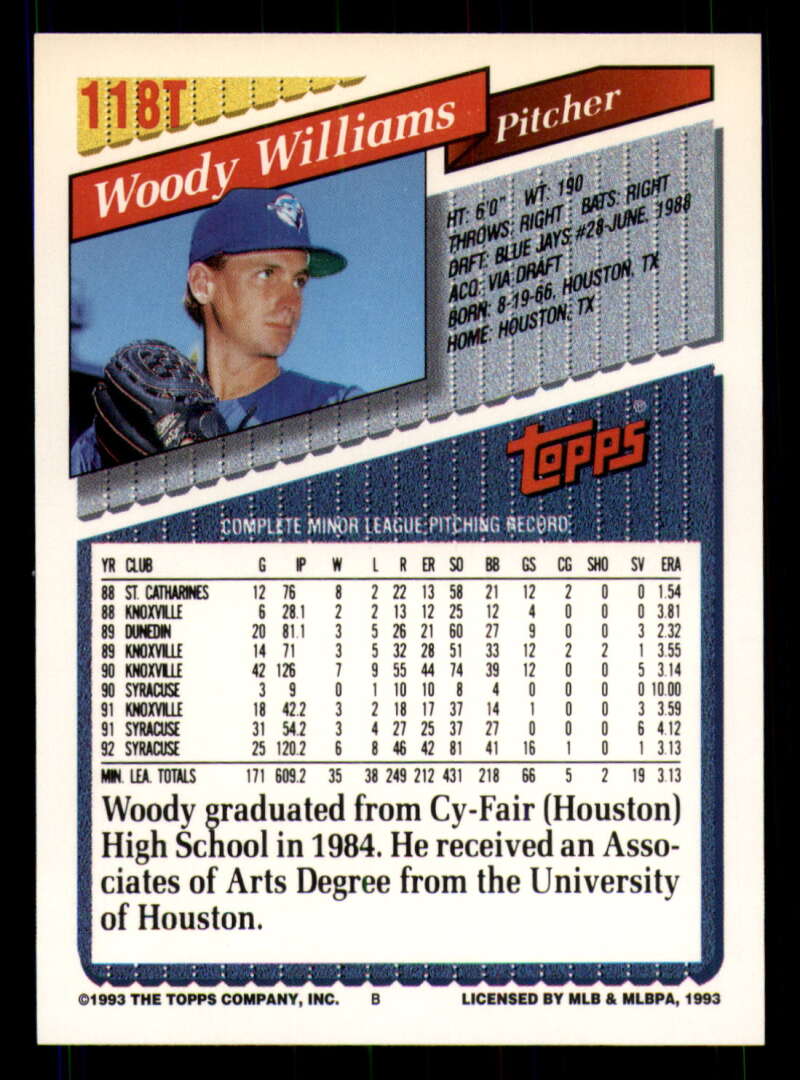 118T
Woody Williams
Pitcher
HT: 6'0" WT: 190
THROWS: RIGHT BATS: RIGHT
DRFT: BLUE JAYS #28-JUNE, 1988
ACQ: VIA DRAFT
BORN: 8-19-66, HOUSTON, TX
HOME: HOUSTON, TX
TOPPS®
COMPLETE MINOR LEAGUE PITCHING RECORD
YR CLUB G IP W L R ER SO BB GS CG SHO SV ERA
88 ST. CATHARINES 12 76 8 2 22 13 58 21 12 2 0 0 1.54
88 KNOXVILLE 6 28.1 2 2 13 12 25 12 4 0 0 0 3.81
89 DUNEDIN 20 81.1 3 5 26 21 60 27 9 0 0 3 2.32
89 KNOXVILLE 14 71 3 5 32 28 51 33 12 2 2 1 3.55
90 KNOXVILLE 42 126 7 9 55 44 74 39 12 0 0 5 3.14
90 SYRACUSE 3 9 0 1 10 10 8 4 0 0 0 0 10.00
91 KNOXVILLE 18 42.2 3 2 18 17 37 14 1 0 0 3 3.59
91 SYRACUSE 31 54.2 3 4 27 25 37 27 0 0 0 6 4.12
92 SYRACUSE 25 120.2 6 8 46 42 81 41 16 1 0 1 3.13
MIN. LEA. TOTALS 171 609.2 35 38 249 212 431 218 66 5 2 19 3.13
Woody graduated from Cy-Fair (Houston)
High School in 1984. He received an Asso-
ciates of Arts Degree from the University
of Houston.
©1993 THE TOPPS COMPANY, INC. B LICENSED BY MLB & MLBPA, 1993